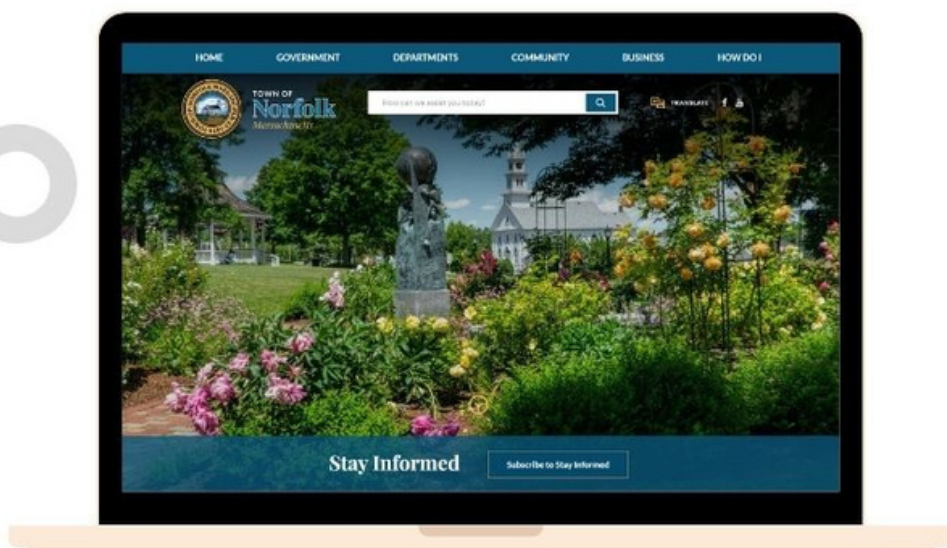 HOME GOVERNMENT DEPARTMENTS COMMUNITY BUSINESS HOW DO I
TOWN OF
Norfolk
Massachusetts
How can we assist you today?
TRANSLATE
Stay Informed
Subscribe to Stay Informed